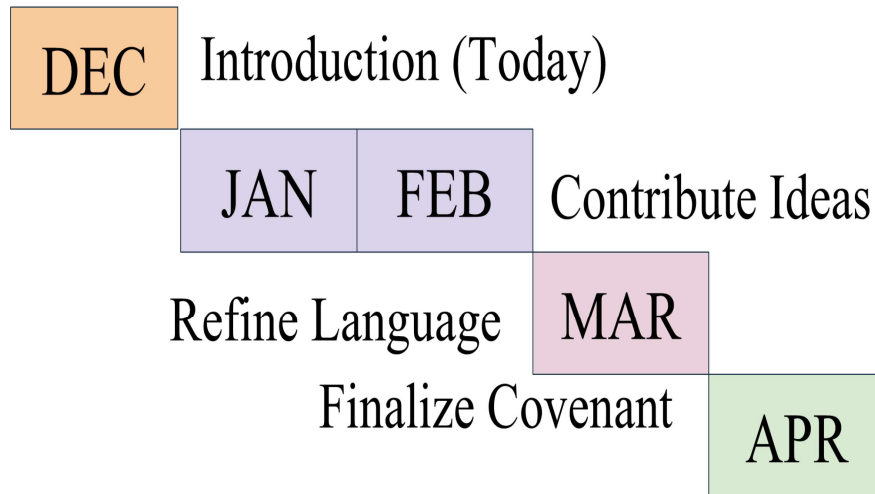 DEC Introduction (Today)
JAN FEB Contribute Ideas
Refine Language MAR
Finalize Covenant APR